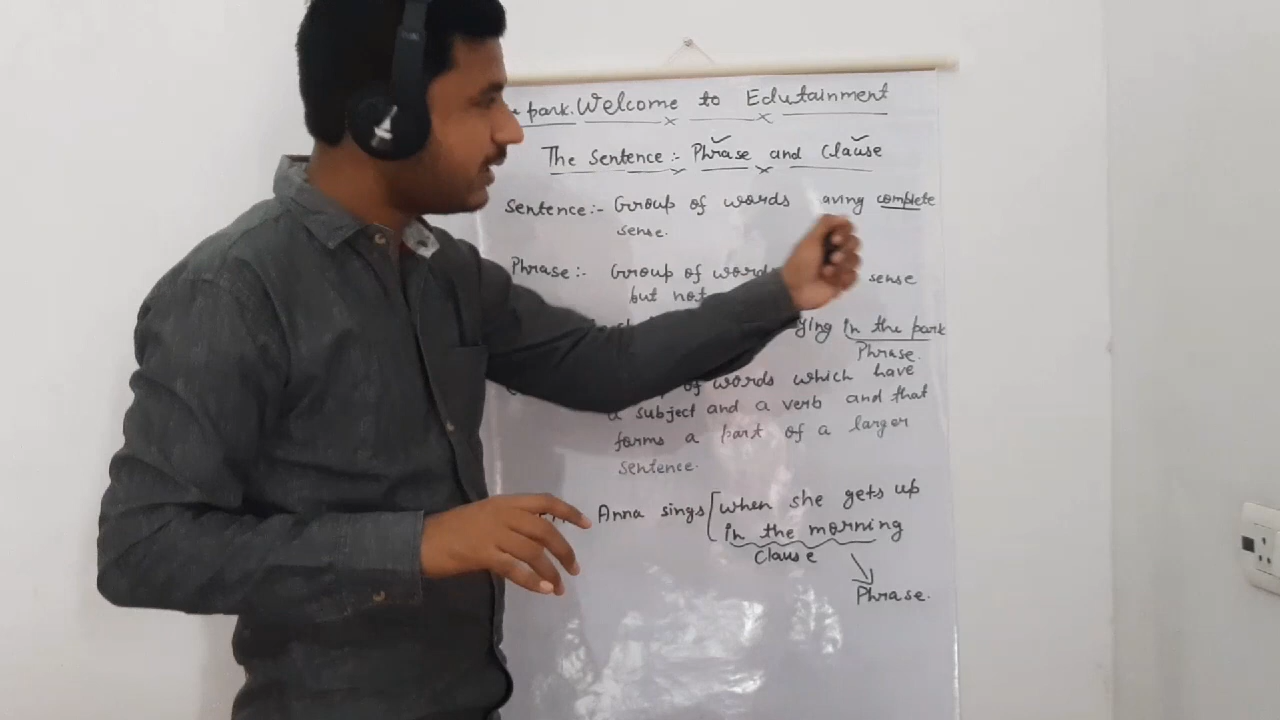 park. Welcome to Edutainment
The Sentence:- Phrase and Clause
Sentence:- Group of words aving complete
sense.
Phrase:- Group of word sense
but not
ying in the park
Phrase.
of words which have
a subject and a verb and that
forms a part of a larger
sentence.
Anna sings [when she gets up
in the morning
Clause
Phrase.